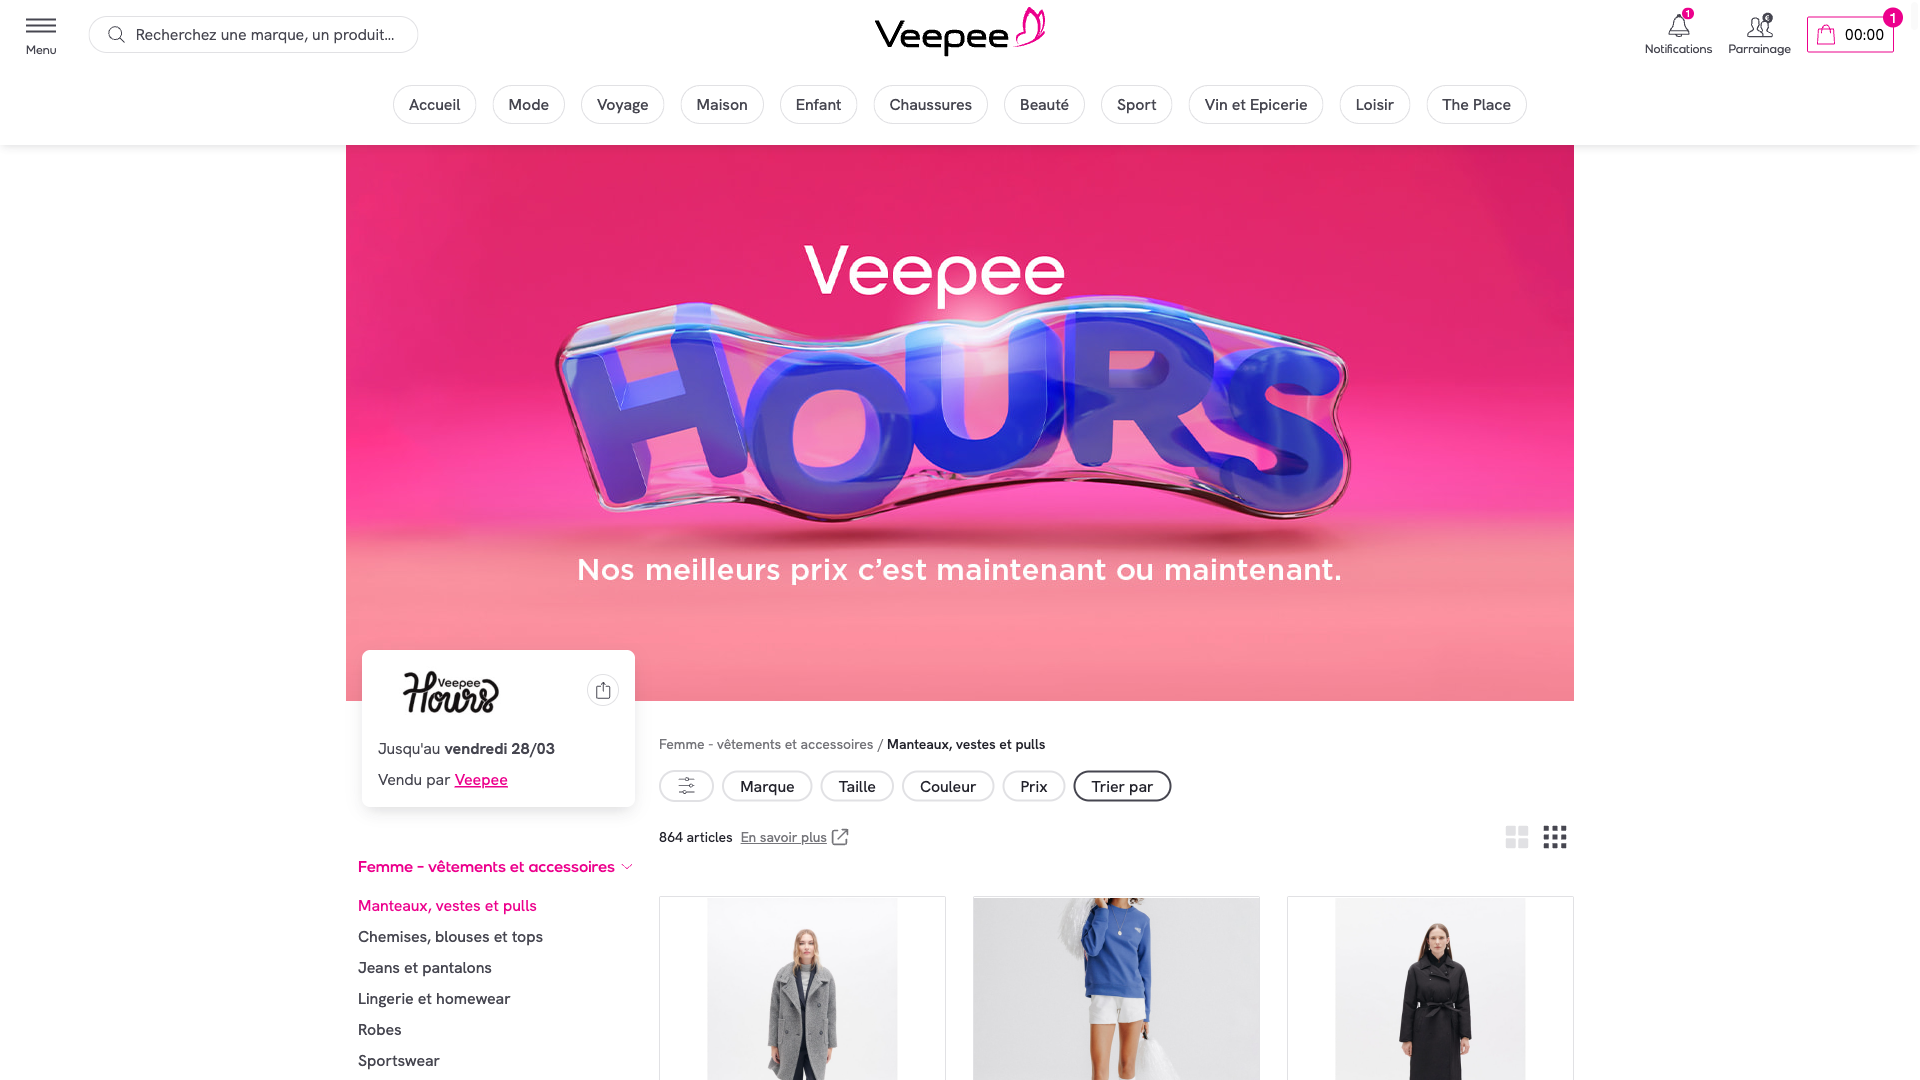 Menu
Recherchez une marque, un produit...
Veepee
1
Notifications
Parrainage
1
00:00
Accueil
Mode
Voyage
Maison
Enfant
Chaussures
Beauté
Sport
Vin et Epicerie
Loisir
The Place
Veepee
HOURS
Nos meilleurs prix c’est maintenant ou maintenant.
Veepee
Hours
Jusqu'au vendredi 28/03
Vendu par Veepee
Femme - vêtements et accessoires / Manteaux, vestes et pulls
Marque
Taille
Couleur
Prix
Trier par
864 articles En savoir plus
Femme - vêtements et accessoires
Manteaux, vestes et pulls
Chemises, blouses et tops
Jeans et pantalons
Lingerie et homewear
Robes
Sportswear